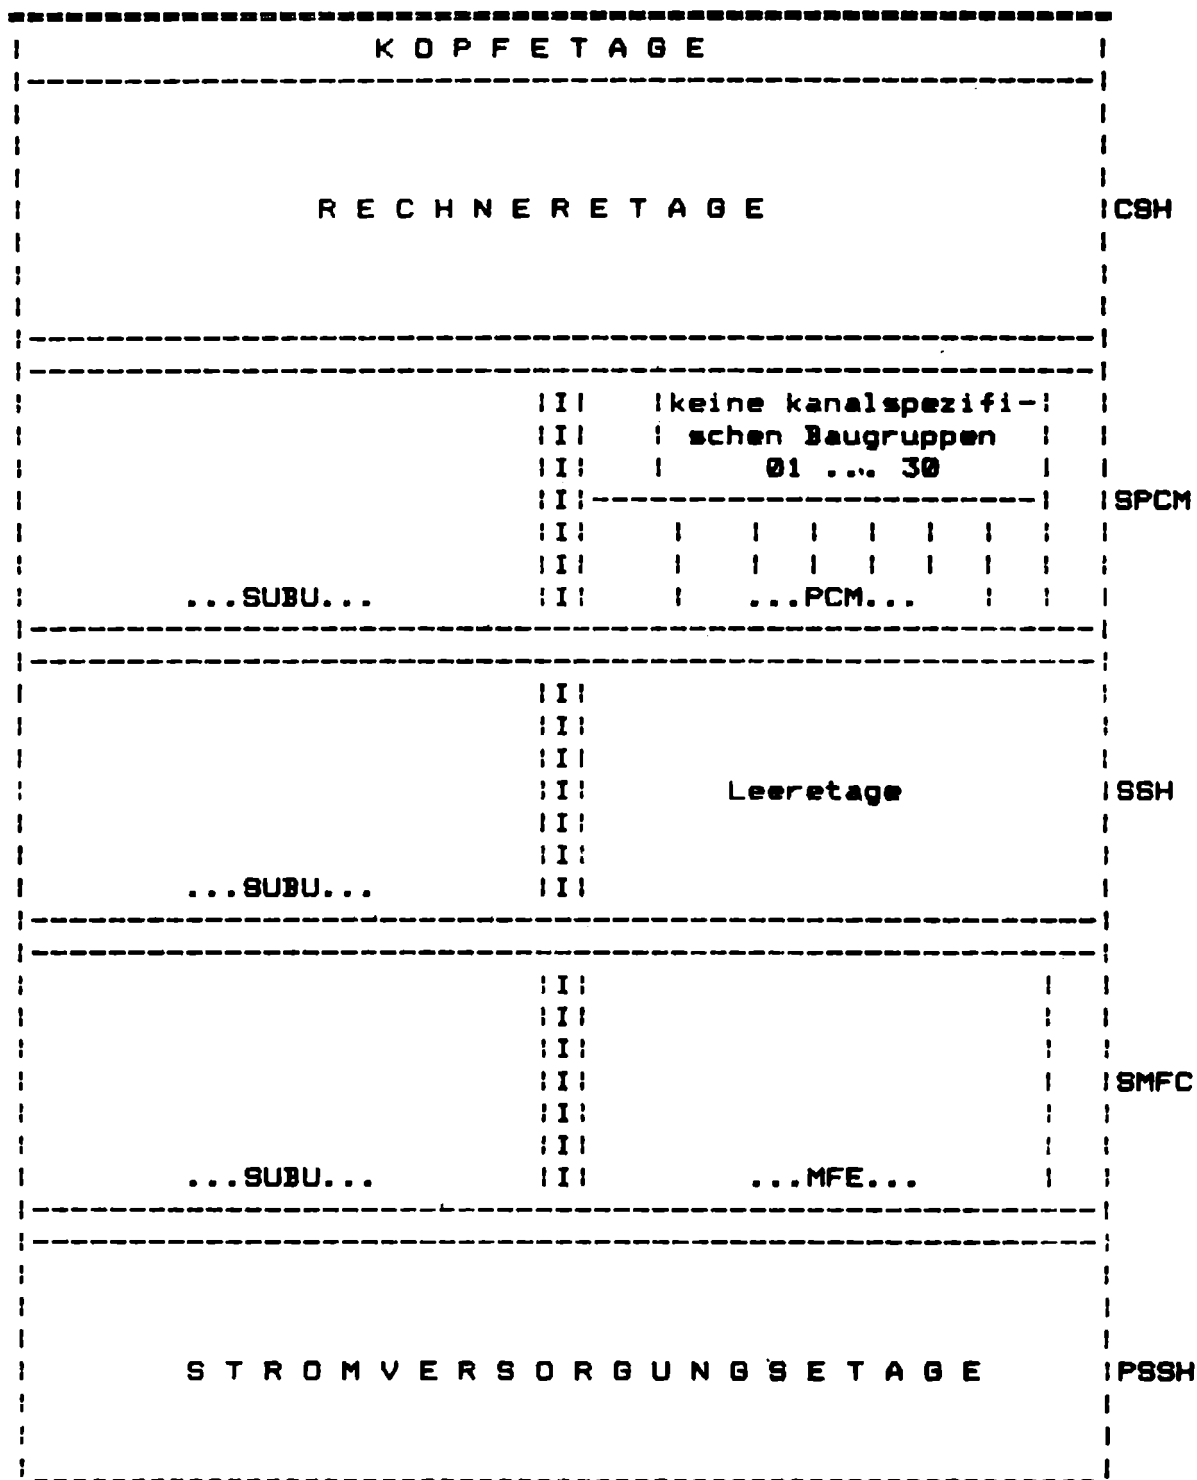 K O P F E T A G E
R E C H N E R E T A G E CSH
I keine kanalspezifi-
I schen Baugruppen
I 01 ... 30
I SPCM
I
I
...SUBU... I ...PCM...
I
I
I
I Leeretage SSH
I
I
...SUBU... I
I
I
I
I SMFC
I
I
...SUBU... I ...MFE...
S T R O M V E R S O R G U N G S E T A G E PSSH